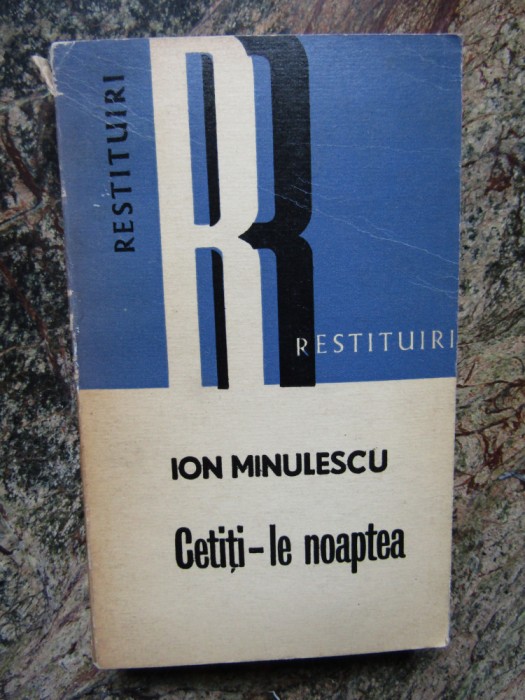 RESTITUIRI
RESTITUIRI
ION MINULESCU
Cetiți-le noaptea